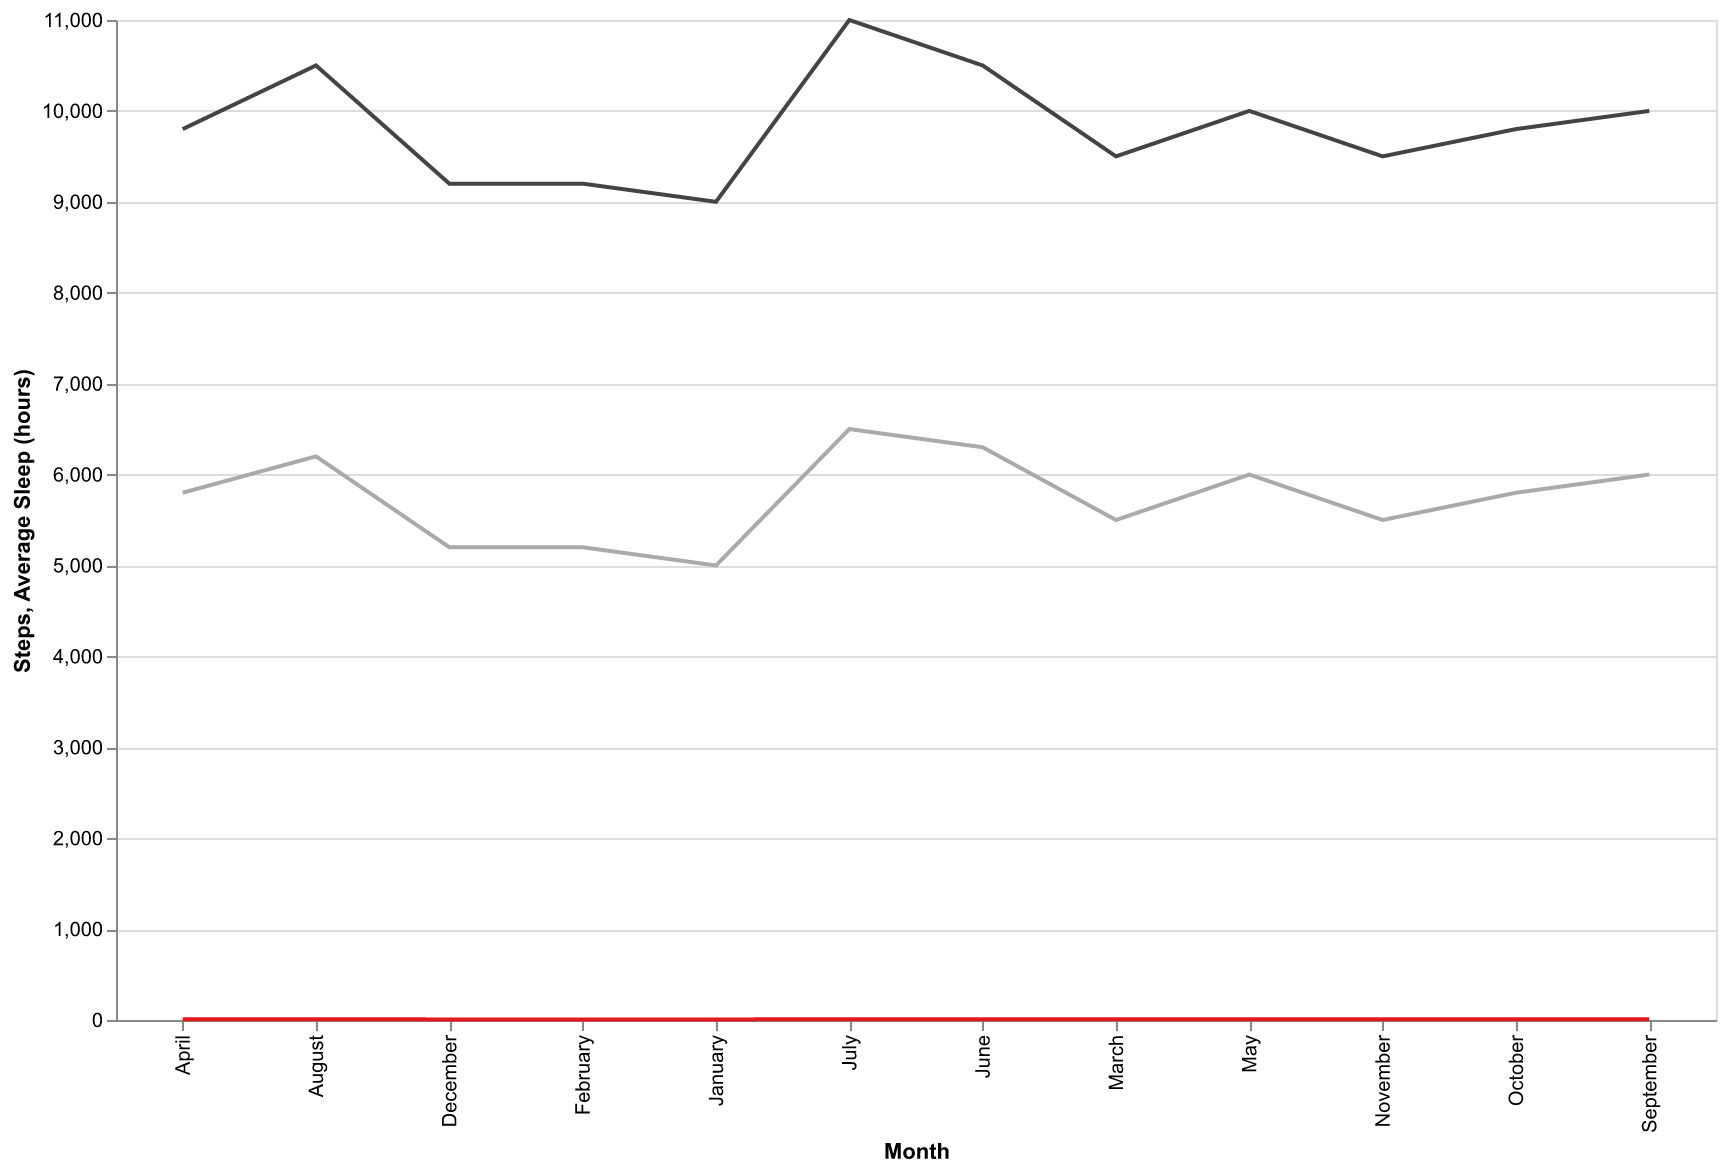 11,000
10,000
9,000
8,000
7,000
6,000
5,000
4,000
3,000
2,000
1,000
0
Steps, Average Sleep (hours)
April
August
December
February
January
July
June
March
May
November
October
September
Month